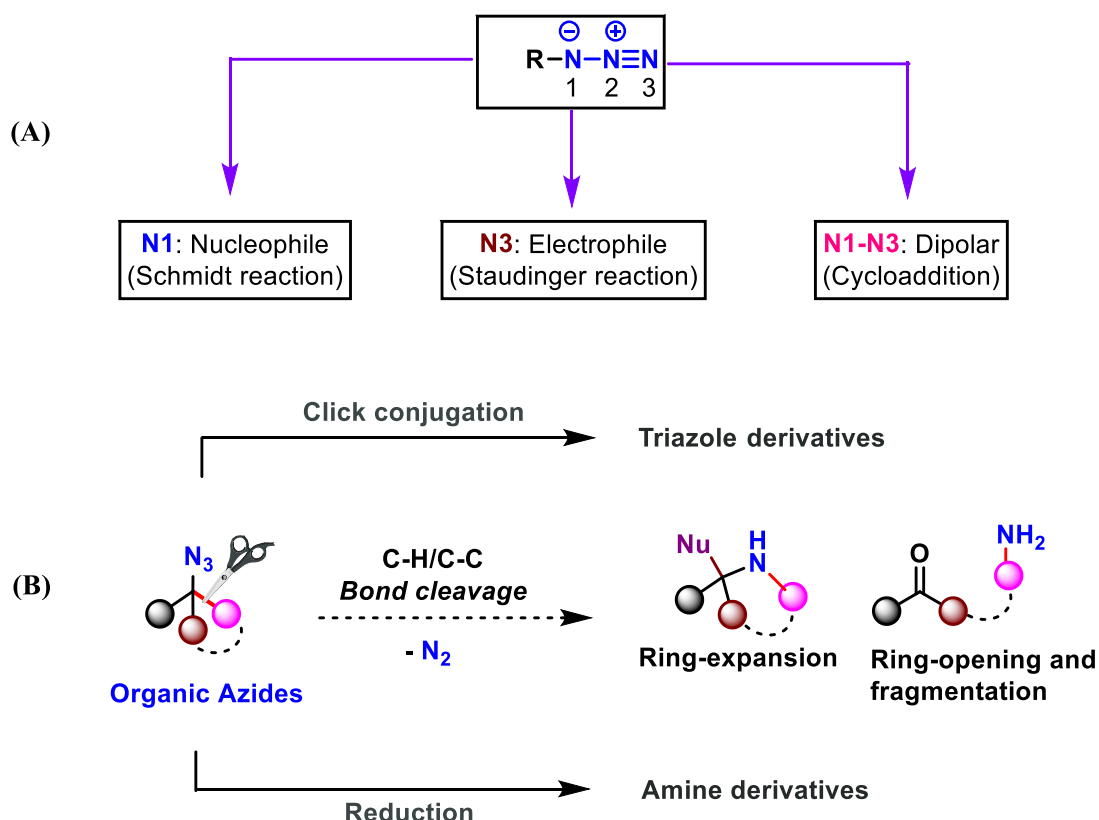 ⊖ ⊕
R–N–N≡N
1 2 3
(A)
N1: Nucleophile
(Schmidt reaction)
N3: Electrophile
(Staudinger reaction)
N1-N3: Dipolar
(Cycloaddition)
Click conjugation
Triazole derivatives
(B)
N3
Organic Azides
C-H/C-C
Bond cleavage
- N2
Nu
H
N
Ring-expansion
O
NH2
Ring-opening and
fragmentation
Reduction
Amine derivatives